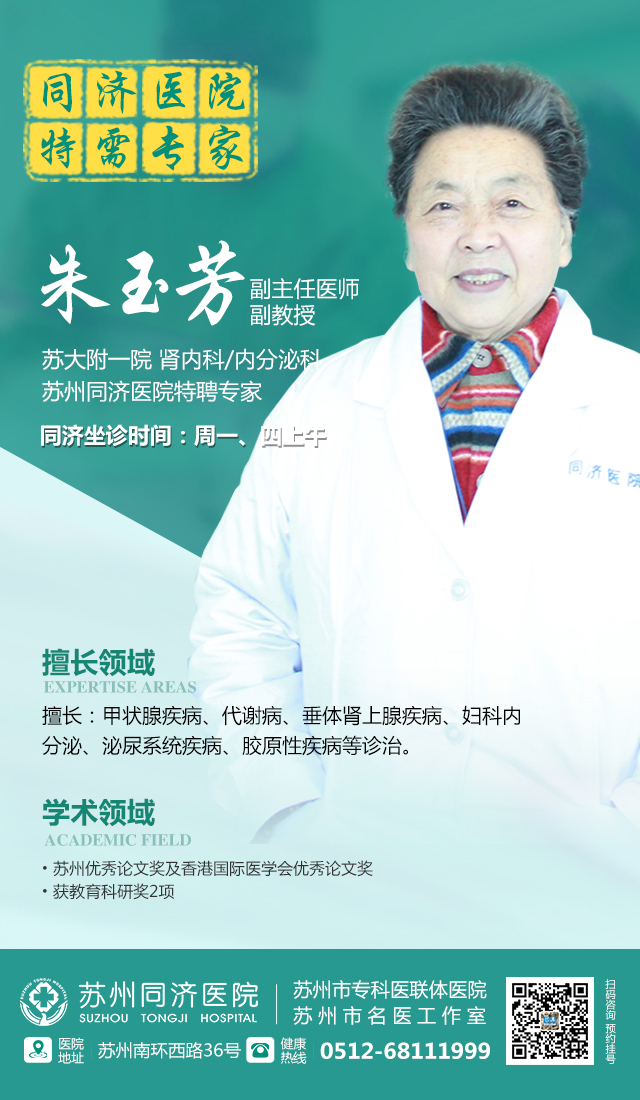 同济医院
特需专家
朱玉芳
副主任医师
副教授
苏大附一院 肾内科/内分泌科
苏州同济医院特聘专家
同济坐诊时间：周一、四上午
同济医院
擅长领域
EXPERTISE AREAS
擅长：甲状腺疾病、代谢病、垂体肾上腺疾病、妇科内
分泌、泌尿系统疾病、胶原性疾病等诊治。
学术领域
ACADEMIC FIELD
• 苏州优秀论文奖及香港国际医学会优秀论文奖
• 获教育科研奖2项
SUZHOU TONGJI HOSPITAL
苏州同济医院
SUZHOU TONGJI HOSPITAL
苏州市专科医联体医院
苏州市名医工作室
医院
地址
苏州南环西路36号
健康
热线
0512-68111999
扫码咨询 预约挂号